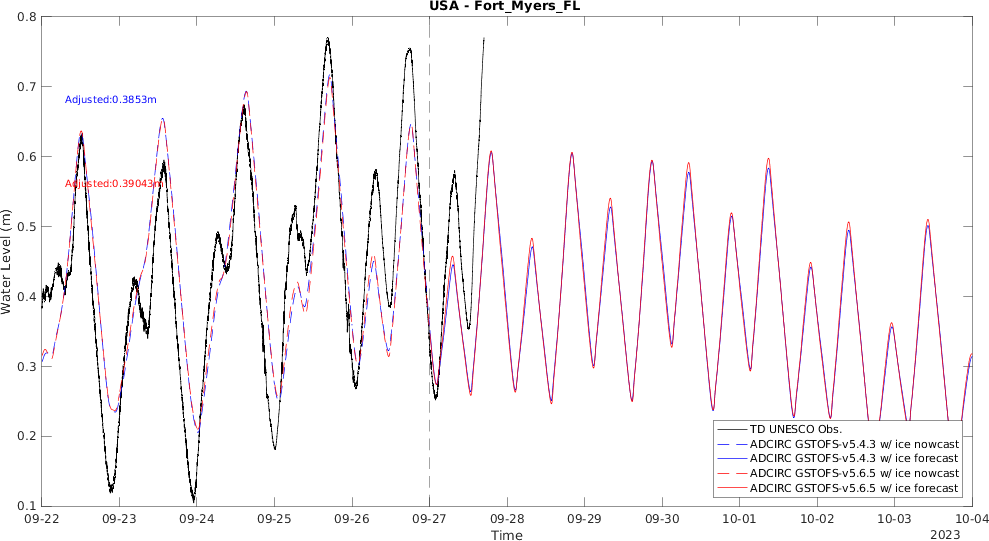 USA - Fort_Myers_FL
0.8
0.7
0.6
0.5
0.4
0.3
0.2
0.1
Water Level (m)
Adjusted:0.3853m
Adjusted:0.39043m
TD UNESCO Obs.
ADCIRC GSTOFS-v5.4.3 w/ ice nowcast
ADCIRC GSTOFS-v5.4.3 w/ ice forecast
ADCIRC GSTOFS-v5.6.5 w/ ice nowcast
ADCIRC GSTOFS-v5.6.5 w/ ice forecast
09-22 09-23 09-24 09-25 09-26 09-27 09-28 09-29 09-30 10-01 10-02 10-03 10-04
Time
2023